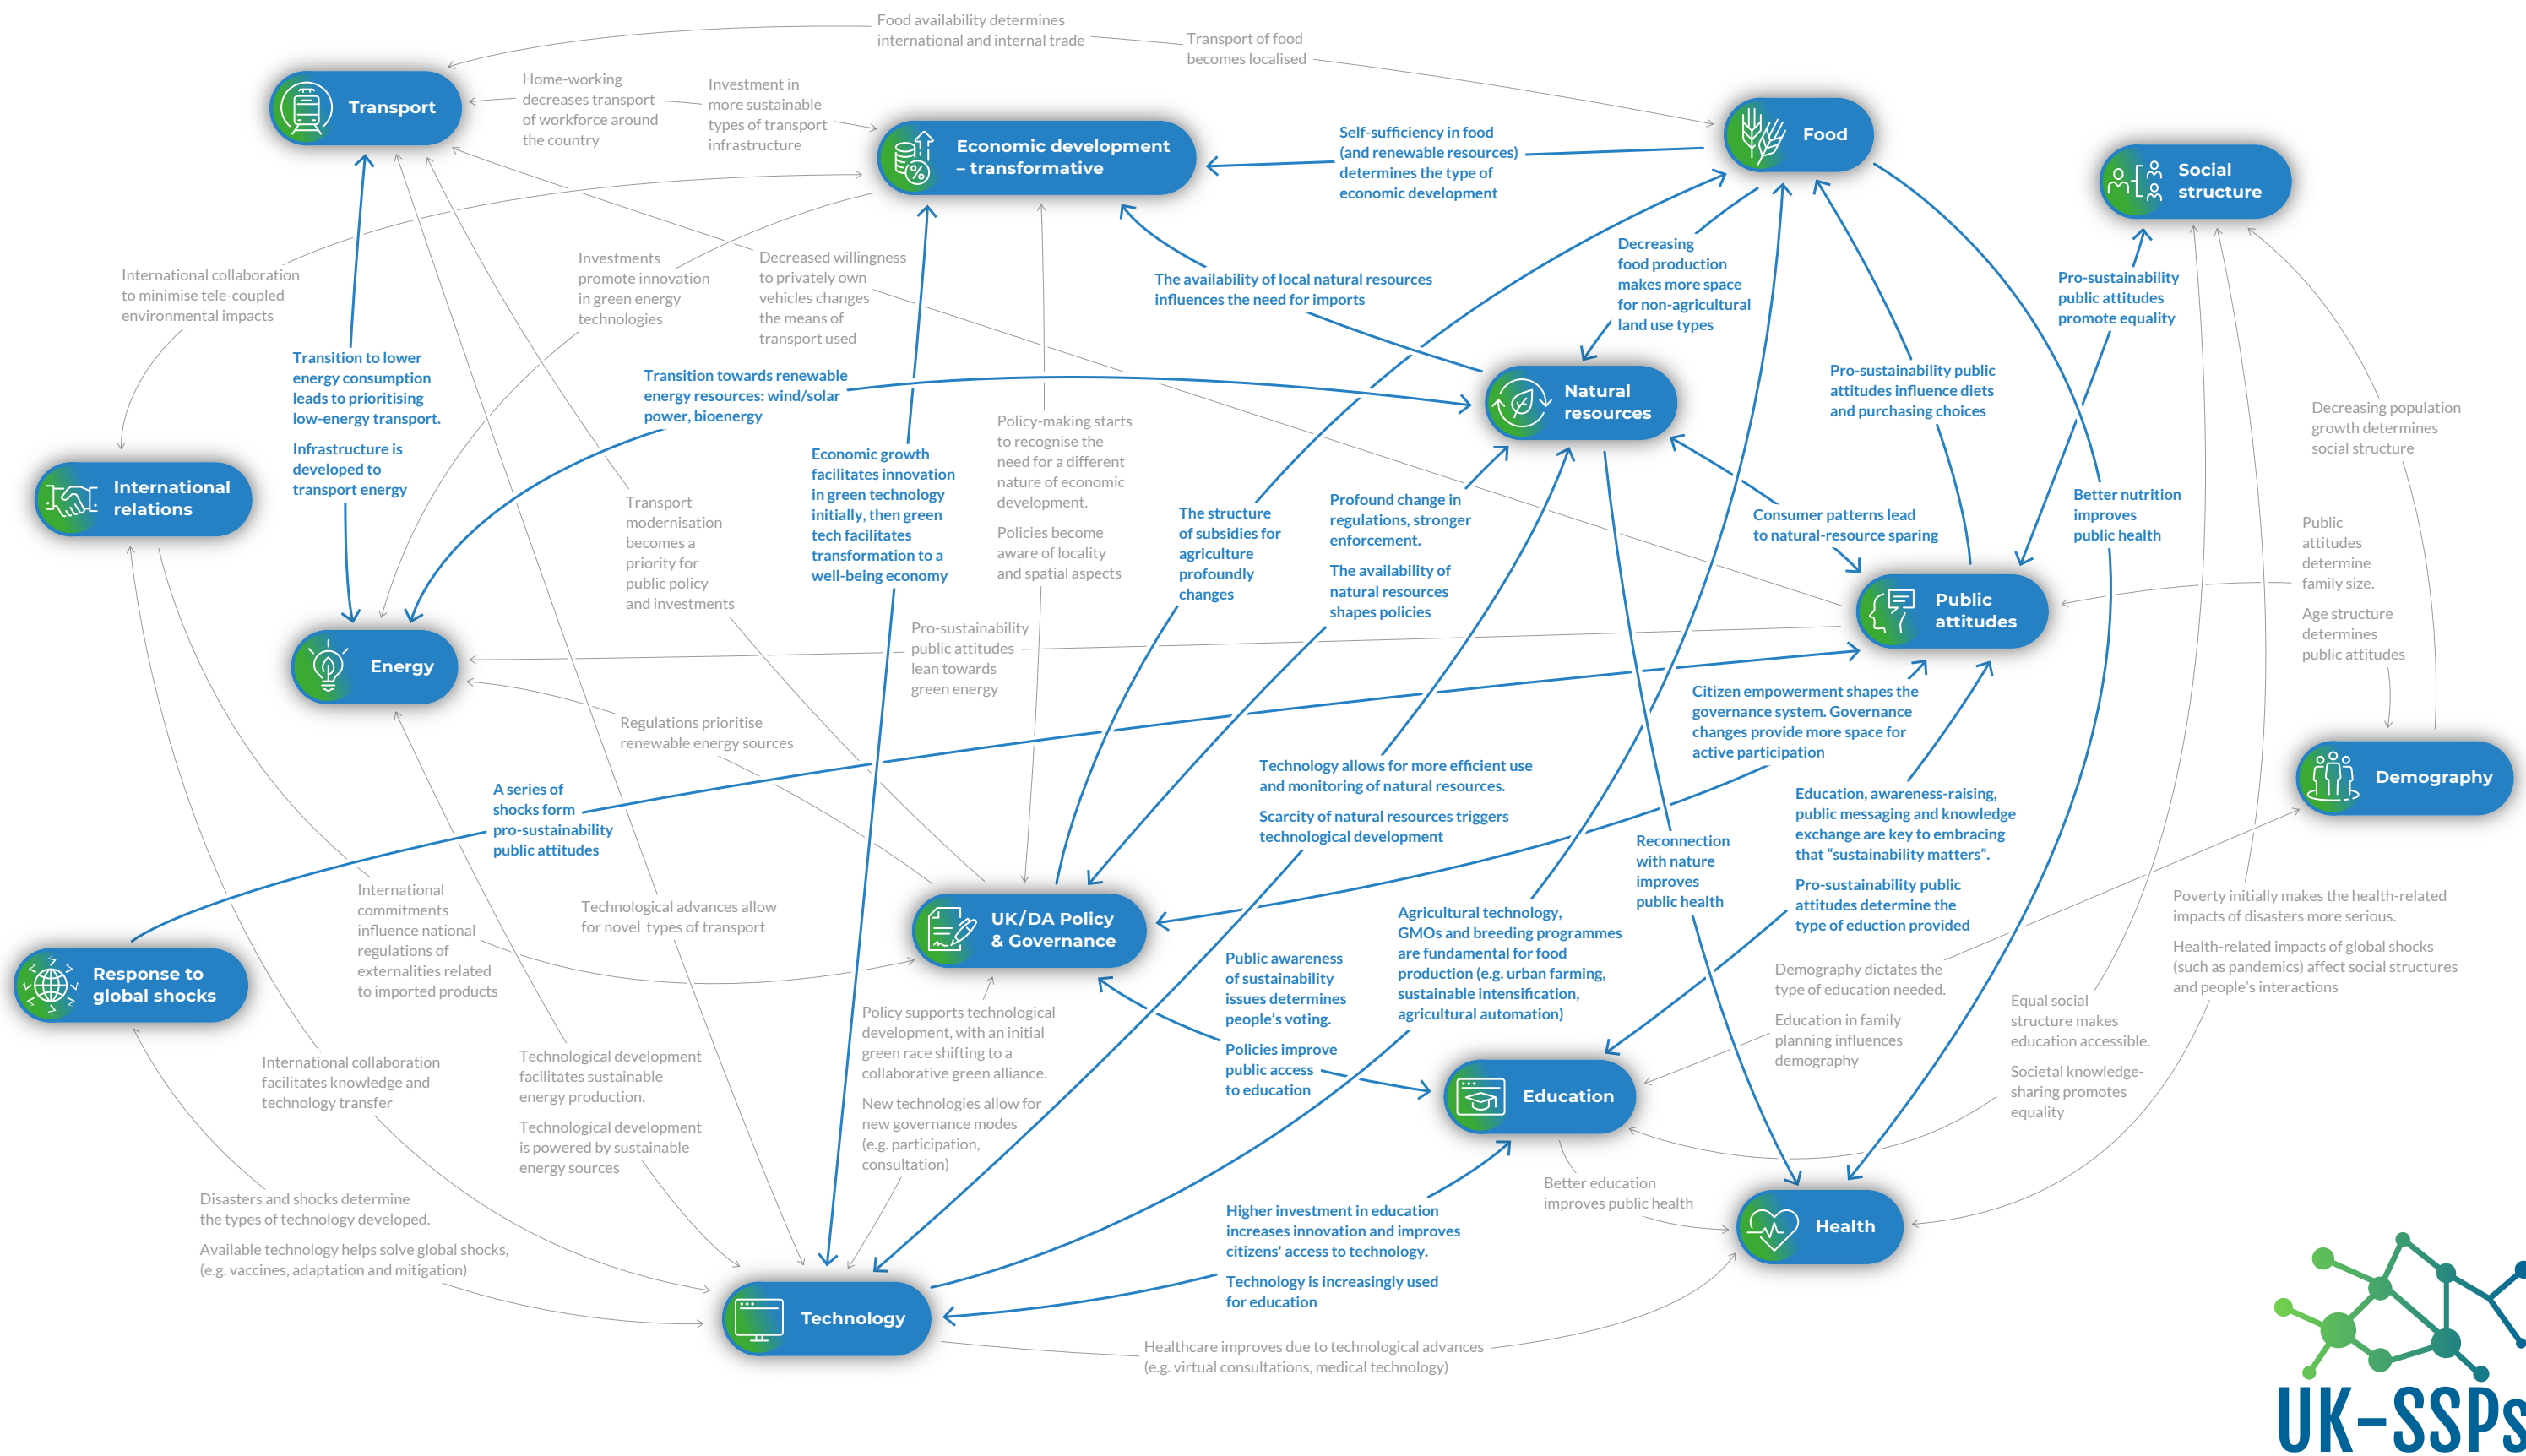 Food availability determines
international and internal trade
Transport of food
becomes localised
Transport
Home-working
decreases transport
of workforce around
the country
Investment in
more sustainable
types of transport
infrastructure
Economic development
– transformative
Self-sufficiency in food
(and renewable resources)
determines the type of
economic development
Food
Social
structure
International collaboration
to minimise tele-coupled
environmental impacts
Investments
promote innovation
in green energy
technologies
Decreased willingness
to privately own
vehicles changes
the means of
transport used
The availability of local natural resources
influences the need for imports
Decreasing
food production
makes more space
for non-agricultural
land use types
Pro-sustainability
public attitudes
promote equality
Transition to lower
energy consumption
leads to prioritising
low-energy transport.
Infrastructure is
developed to
transport energy
Transition towards renewable
energy resources: wind/solar
power, bioenergy
Natural
resources
Pro-sustainability public
attitudes influence diets
and purchasing choices
Decreasing population
growth determines
social structure
International
relations
Economic growth
facilitates innovation
in green technology
initially, then green
tech facilitates
transformation to a
well-being economy
Policy-making starts
to recognise the
need for a different
nature of economic
development.
Policies become
aware of locality
and spatial aspects
Transport
modernisation
becomes a
priority for
public policy
and investments
The structure
of subsidies for
agriculture
profoundly
changes
Profound change in
regulations, stronger
enforcement.
The availability of
natural resources
shapes policies
Consumer patterns lead
to natural-resource sparing
Better nutrition
improves
public health
Public
attitudes
determine
family size.
Age structure
determines
public attitudes
Public
attitudes
Energy
Pro-sustainability
public attitudes
lean towards
green energy
Regulations prioritise
renewable energy sources
Citizen empowerment shapes the
governance system. Governance
changes provide more space for
active participation
Demography
A series of
shocks form
pro-sustainability
public attitudes
Technology allows for more efficient use
and monitoring of natural resources.
Scarcity of natural resources triggers
technological development
Education, awareness-raising,
public messaging and knowledge
exchange are key to embracing
that “sustainability matters”.
Pro-sustainability public
attitudes determine the
type of eduction provided
Reconnection
with nature
improves
public health
International
commitments
influence national
regulations of
externalities related
to imported products
Technological advances allow
for novel types of transport
UK/DA Policy
& Governance
Agricultural technology,
GMOs and breeding programmes
are fundamental for food
production (e.g. urban farming,
sustainable intensification,
agricultural automation)
Poverty initially makes the health-related
impacts of disasters more serious.
Health-related impacts of global shocks
(such as pandemics) affect social structures
and people’s interactions
Response to
global shocks
Public awareness
of sustainability
issues determines
people’s voting.
Policies improve
public access
to education
Demography dictates the
type of education needed.
Education in family
planning influences
demography
Equal social
structure makes
education accessible.
Societal knowledge-
sharing promotes
equality
Policy supports technological
development, with an initial
green race shifting to a
collaborative green alliance.
New technologies allow for
new governance modes
(e.g. participation,
consultation)
International collaboration
facilitates knowledge and
technology transfer
Technological development
facilitates sustainable
energy production.
Technological development
is powered by sustainable
energy sources
Education
Better education
improves public health
Disasters and shocks determine
the types of technology developed.
Available technology helps solve global shocks,
(e.g. vaccines, adaptation and mitigation)
Higher investment in education
increases innovation and improves
citizens' access to technology.
Technology is increasingly used
for education
Health
Technology
Healthcare improves due to technological advances
(e.g. virtual consultations, medical technology)
UK-SSPs